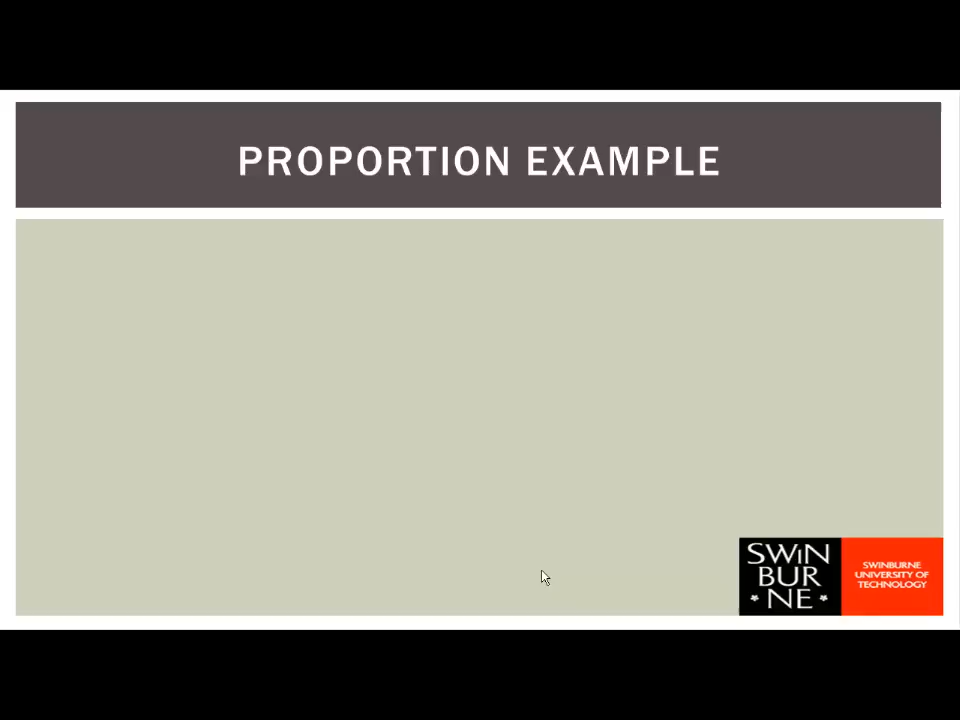 PROPORTION EXAMPLE
SWiN
BUR
NE
SWINBURNE
UNIVERSITY OF
TECHNOLOGY